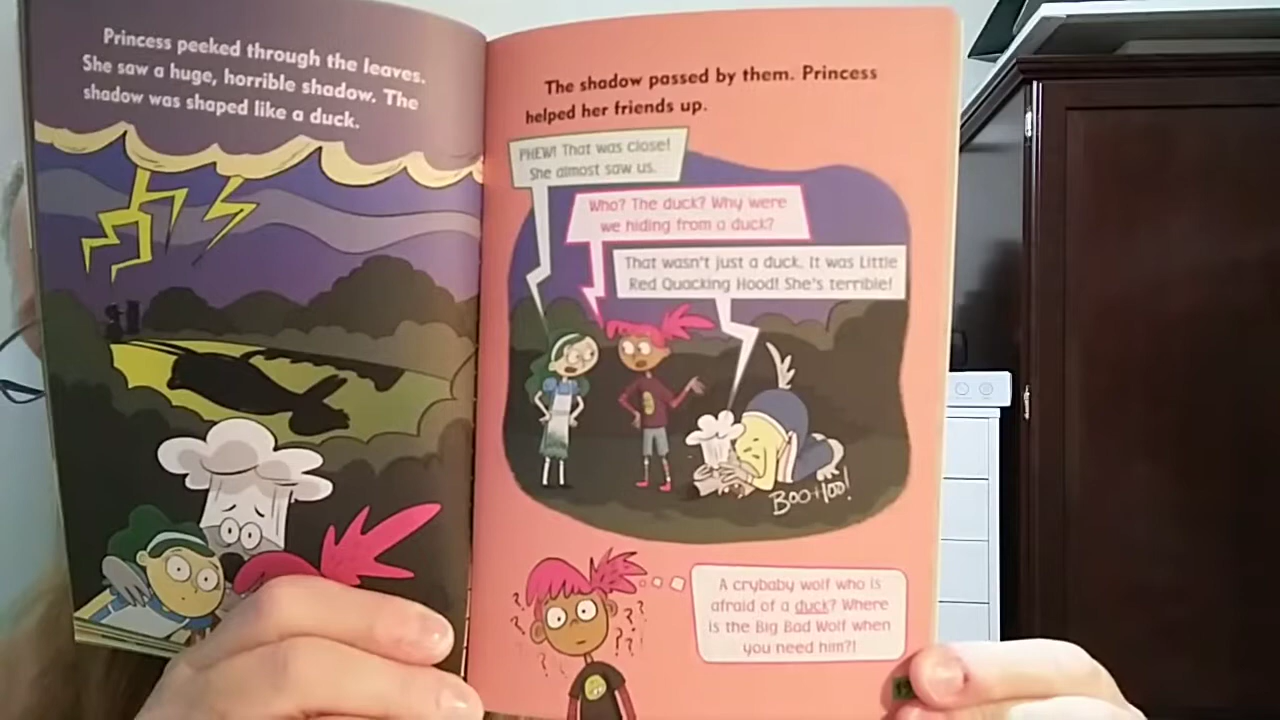 Princess peeked through the leaves.
She saw a huge, horrible shadow. The
shadow was shaped like a duck.
The shadow passed by them. Princess
helped her friends up.
PHEW! That was close!
She almost saw us.
Who? The duck? Why were
we hiding from a duck?
That wasn't just a duck. It was Little
Red Quacking Hood! She's terrible!
BOO-HOO!
A crybaby wolf who is
afraid of a duck? Where
is the Big Bad Wolf when
you need him?!